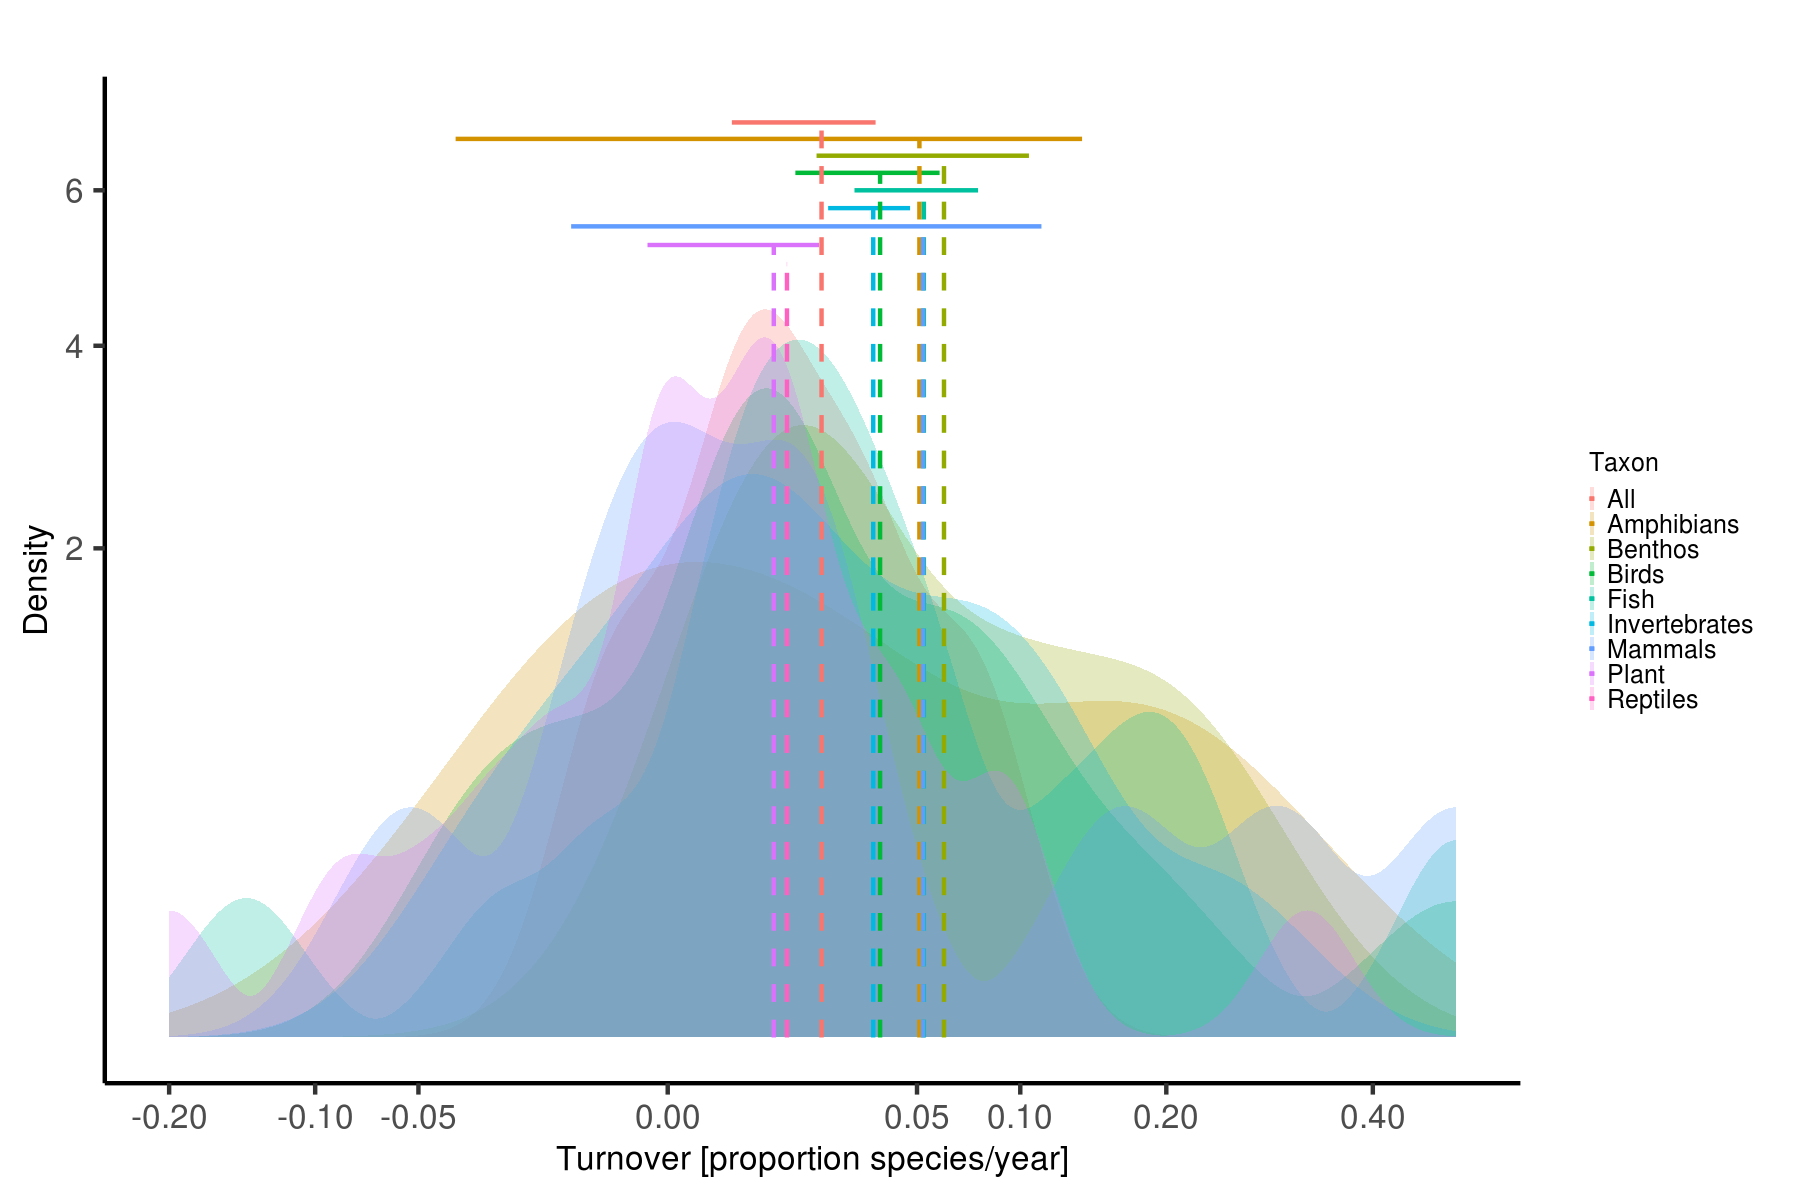 6
4
2
Density
-0.20
-0.10
-0.05
0.00
0.05
0.10
0.20
0.40
Turnover [proportion species/year]
Taxon
All
Amphibians
Benthos
Birds
Fish
Invertebrates
Mammals
Plant
Reptiles